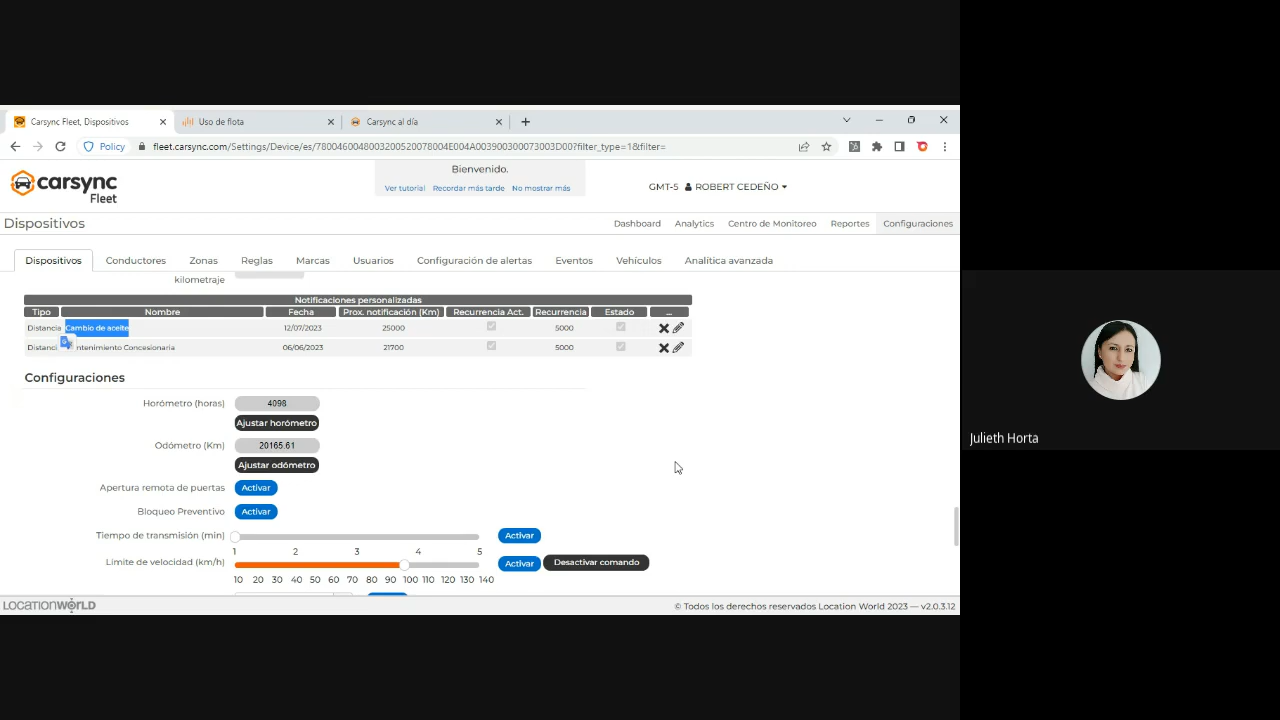 Carsync Fleet, Dispositivos
Uso de flota
Carsync al día
Policy
fleet.carsync.com/Settings/Device/es/7800460048003200520078004E004A003900300073003D00?filter_type=1&filter=
carsync
Fleet
Bienvenido.
Ver tutorial Recordar más tarde No mostrar más
GMT-5 ROBERT CEDEÑO
Dispositivos
Dashboard Analytics Centro de Monitoreo Reportes Configuraciones
Dispositivos Conductores Zonas Reglas Marcas Usuarios Configuración de alertas Eventos Vehículos Analítica avanzada
kilometraje
Notificaciones personalizadas
Tipo Nombre Fecha Prox. notificación (Km) Recurrencia Act. Recurrencia Estado ...
Distancia Cambio de aceite 12/07/2023 25000 5000
Distanci ntenimiento Concesionaria 06/06/2023 21700 5000
Configuraciones
Horómetro (horas) 4098
Ajustar horómetro
Odómetro (Km) 20165.61
Ajustar odómetro
Apertura remota de puertas Activar
Bloqueo Preventivo Activar
Tiempo de transmisión (min) Activar
1 2 3 4 5
Límite de velocidad (km/h) Activar Desactivar comando
10 20 30 40 50 60 70 80 90 100 110 120 130 140
LOCATIONWORLD
© Todos los derechos reservados Location World 2023 — v2.0.3.12
Julieth Horta